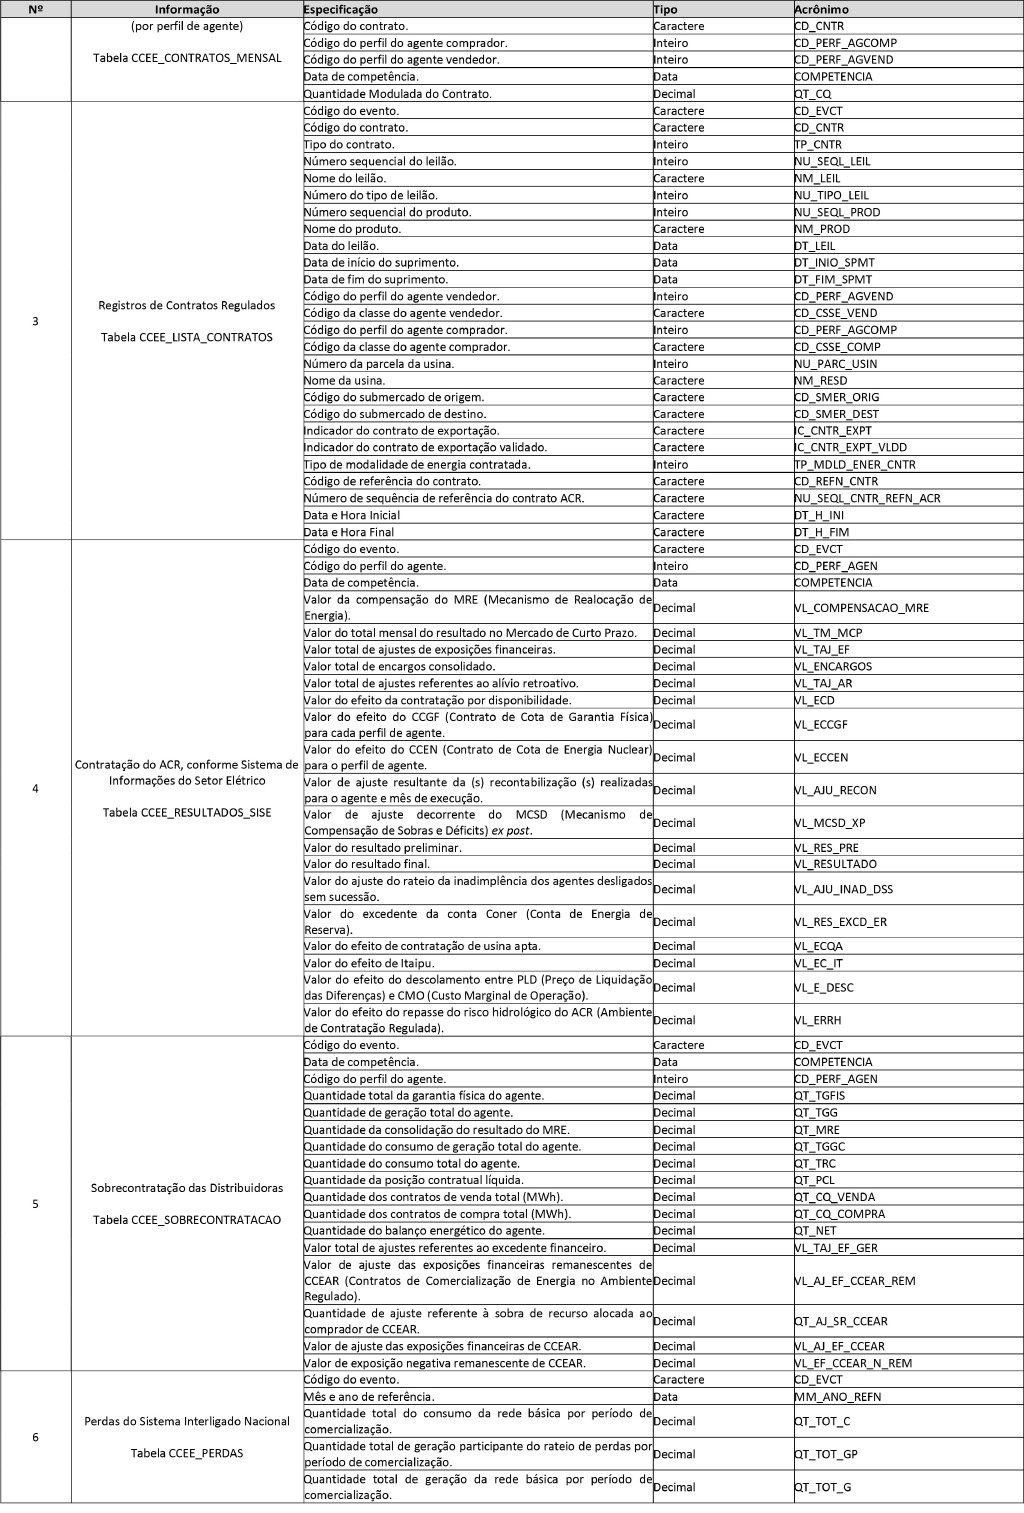 Nº Informação Especificação Tipo Acrônimo
(por perfil de agente)
Tabela CCEE_CONTRATOS_MENSAL
Código do contrato. Caractere CD_CNTR
Código do perfil do agente comprador. Inteiro CD_PERF_AGCOMP
Código do perfil do agente vendedor. Inteiro CD_PERF_AGVEND
Data de competência. Data COMPETENCIA
Quantidade Modulada do Contrato. Decimal QT_CQ
3
Registros de Contratos Regulados
Tabela CCEE_LISTA_CONTRATOS
Código do evento. Caractere CD_EVCT
Código do contrato. Caractere CD_CNTR
Tipo do contrato. Inteiro TP_CNTR
Número sequencial do leilão. Inteiro NU_SEQL_LEIL
Nome do leilão. Caractere NM_LEIL
Número do tipo de leilão. Inteiro NU_TIPO_LEIL
Número sequencial do produto. Inteiro NU_SEQL_PROD
Nome do produto. Caractere NM_PROD
Data do leilão. Data DT_LEIL
Data de início do suprimento. Data DT_INIO_SPMT
Data de fim do suprimento. Data DT_FIM_SPMT
Código do perfil do agente vendedor. Inteiro CD_PERF_AGVEND
Código da classe do agente vendedor. Caractere CD_CSSE_VEND
Código do perfil do agente comprador. Inteiro CD_PERF_AGCOMP
Código da classe do agente comprador. Caractere CD_CSSE_COMP
Número da parcela da usina. Inteiro NU_PARC_USIN
Nome da usina. Caractere NM_RESD
Código do submercado de origem. Caractere CD_SMER_ORIG
Código do submercado de destino. Caractere CD_SMER_DEST
Indicador do contrato de exportação. Caractere IC_CNTR_EXPT
Indicador do contrato de exportação validado. Caractere IC_CNTR_EXPT_VLDD
Tipo de modalidade de energia contratada. Inteiro TP_MDLD_ENER_CNTR
Código de referência do contrato. Caractere CD_REFN_CNTR
Número de sequência de referência do contrato ACR. Caractere NU_SEQL_CNTR_REFN_ACR
Data e Hora Inicial Caractere DT_H_INI
Data e Hora Final Caractere DT_H_FIM
4
Contratação do ACR, conforme Sistema de
Informações do Setor Elétrico
Tabela CCEE_RESULTADOS_SISE
Código do evento. Caractere CD_EVCT
Código do perfil do agente. Inteiro CD_PERF_AGEN
Data de competência. Data COMPETENCIA
Valor da compensação do MRE (Mecanismo de Realocação de
Energia). Decimal VL_COMPENSACAO_MRE
Valor do total mensal do resultado no Mercado de Curto Prazo. Decimal VL_TM_MCP
Valor total de ajustes de exposições financeiras. Decimal VL_TAJ_EF
Valor total de encargos consolidado. Decimal VL_ENCARGOS
Valor total de ajustes referentes ao alívio retroativo. Decimal VL_TAJ_AR
Valor do efeito da contratação por disponibilidade. Decimal VL_ECD
Valor do efeito do CCGF (Contrato de Cota de Garantia Física)
para cada perfil de agente. Decimal VL_ECCGF
Valor do efeito do CCEN (Contrato de Cota de Energia Nuclear)
para o perfil de agente. Decimal VL_ECCEN
Valor de ajuste resultante da (s) recontabilização (s) realizadas
para o agente e mês de execução. Decimal VL_AJU_RECON
Valor de ajuste decorrente do MCSD (Mecanismo de
Compensação de Sobras e Déficits) ex post. Decimal VL_MCSD_XP
Valor do resultado preliminar. Decimal VL_RES_PRE
Valor do resultado final. Decimal VL_RESULTADO
Valor do ajuste do rateio da inadimplência dos agentes desligados
sem sucessão. Decimal VL_AJU_INAD_DSS
Valor do excedente da conta Coner (Conta de Energia de
Reserva). Decimal VL_RES_EXCD_ER
Valor do efeito de contratação de usina apta. Decimal VL_ECQA
Valor do efeito de Itaipu. Decimal VL_EC_IT
Valor do efeito do descolamento entre PLD (Preço de Liquidação
das Diferenças) e CMO (Custo Marginal de Operação). Decimal VL_E_DESC
Valor do efeito do repasse do risco hidrológico do ACR (Ambiente
de Contratação Regulada). Decimal VL_ERRH
5
Sobrecontratação das Distribuidoras
Tabela CCEE_SOBRECONTRATACAO
Código do evento. Caractere CD_EVCT
Data de competência. Data COMPETENCIA
Código do perfil do agente. Inteiro CD_PERF_AGEN
Quantidade total da garantia física do agente. Decimal QT_TGFIS
Quantidade de geração total do agente. Decimal QT_TGG
Quantidade da consolidação do resultado do MRE. Decimal QT_MRE
Quantidade do consumo de geração total do agente. Decimal QT_TGGC
Quantidade do consumo total do agente. Decimal QT_TRC
Quantidade da posição contratual líquida. Decimal QT_PCL
Quantidade dos contratos de venda total (MWh). Decimal QT_CQ_VENDA
Quantidade dos contratos de compra total (MWh). Decimal QT_CQ_COMPRA
Quantidade do balanço energético do agente. Decimal QT_NET
Valor total de ajustes referentes ao excedente financeiro. Decimal VL_TAJ_EF_GER
Valor de ajuste das exposições financeiras remanescentes de
CCEAR (Contratos de Comercialização de Energia no Ambiente
Regulado). Decimal VL_AJ_EF_CCEAR_REM
Quantidade de ajuste referente à sobra de recurso alocada ao
comprador de CCEAR. Decimal QT_AJ_SR_CCEAR
Valor de ajuste das exposições financeiras de CCEAR. Decimal VL_AJ_EF_CCEAR
Valor de exposição negativa remanescente de CCEAR. Decimal VL_EF_CCEAR_N_REM
6
Perdas do Sistema Interligado Nacional
Tabela CCEE_PERDAS
Código do evento. Caractere CD_EVCT
Mês e ano de referência. Data MM_ANO_REFN
Quantidade total do consumo da rede básica por período de
comercialização. Decimal QT_TOT_C
Quantidade total de geração participante do rateio de perdas por
período de comercialização. Decimal QT_TOT_GP
Quantidade total de geração da rede básica por período de
comercialização. Decimal QT_TOT_G